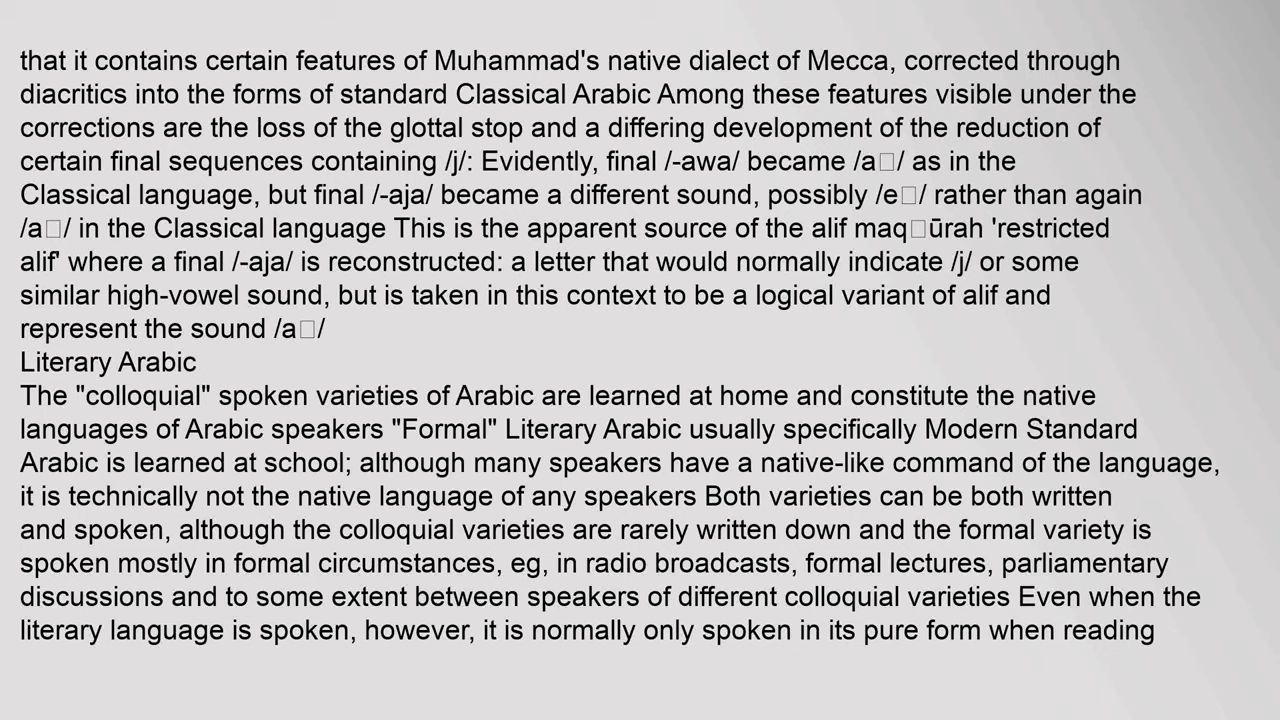 that it contains certain features of Muhammad's native dialect of Mecca, corrected through
diacritics into the forms of standard Classical Arabic Among these features visible under the
corrections are the loss of the glottal stop and a differing development of the reduction of
certain final sequences containing /j/: Evidently, final /-awa/ became /a□/ as in the
Classical language, but final /-aja/ became a different sound, possibly /e□/ rather than again
/a□/ in the Classical language This is the apparent source of the alif maq□ūrah 'restricted
alif' where a final /-aja/ is reconstructed: a letter that would normally indicate /j/ or some
similar high-vowel sound, but is taken in this context to be a logical variant of alif and
represent the sound /a□/
Literary Arabic
The "colloquial" spoken varieties of Arabic are learned at home and constitute the native
languages of Arabic speakers "Formal" Literary Arabic usually specifically Modern Standard
Arabic is learned at school; although many speakers have a native-like command of the language,
it is technically not the native language of any speakers Both varieties can be both written
and spoken, although the colloquial varieties are rarely written down and the formal variety is
spoken mostly in formal circumstances, eg, in radio broadcasts, formal lectures, parliamentary
discussions and to some extent between speakers of different colloquial varieties Even when the
literary language is spoken, however, it is normally only spoken in its pure form when reading